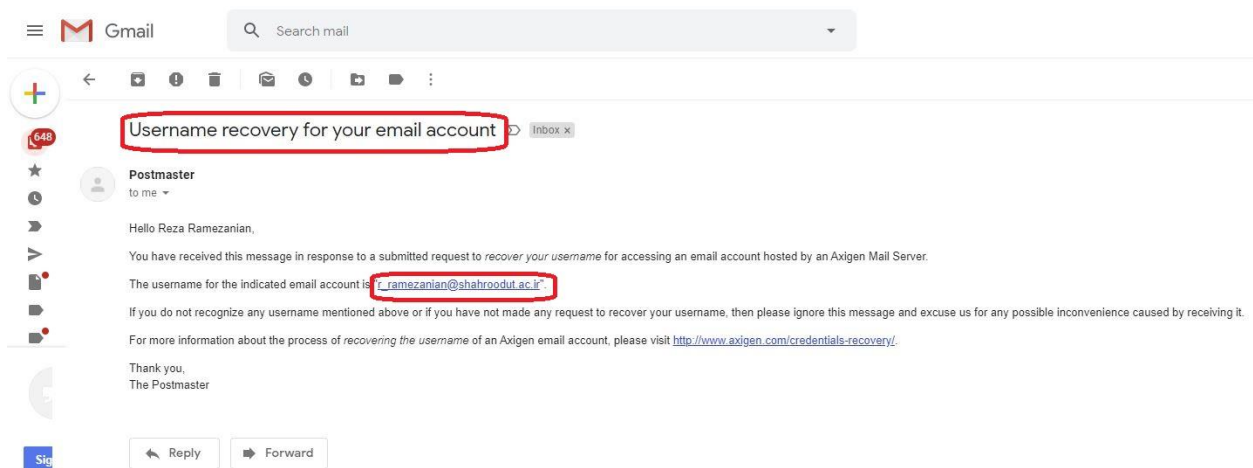 Gmail
Search mail
Username recovery for your email account
Inbox x
648
Postmaster
to me
Hello Reza Ramezanian,
You have received this message in response to a submitted request to recover your username for accessing an email account hosted by an Axigen Mail Server.
The username for the indicated email account is "r_ramezanian@shahroodut.ac.ir".
If you do not recognize any username mentioned above or if you have not made any request to recover your username, then please ignore this message and excuse us for any possible inconvenience caused by receiving it.
For more information about the process of recovering the username of an Axigen email account, please visit http://www.axigen.com/credentials-recovery/.
Thank you,
The Postmaster
Reply
Forward
Sig